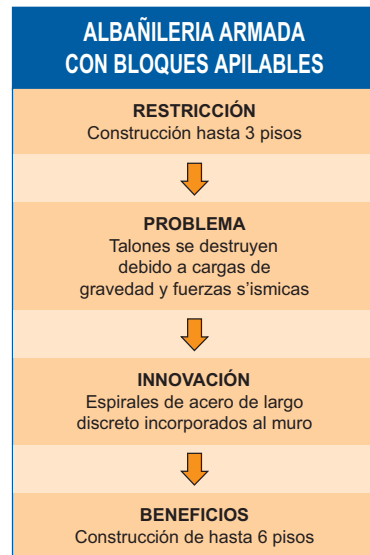 ALBAÑILERIA ARMADA
CON BLOQUES APILABLES
RESTRICCIÓN
Construcción hasta 3 pisos
PROBLEMA
Talones se destruyen
debido a cargas de
gravedad y fuerzas s'ismicas
INNOVACIÓN
Espirales de acero de largo
discreto incorporados al muro
BENEFICIOS
Construcción de hasta 6 pisos